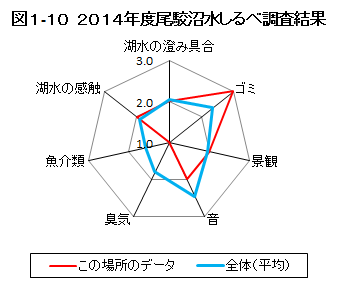 図1-10 2014年度尾駮沼水しるべ調査結果
湖水の澄み具合
3.0
湖水の感触
ゴミ
2.0
1.0
魚介類
景観
臭気
音
この場所のデータ
全体(平均)